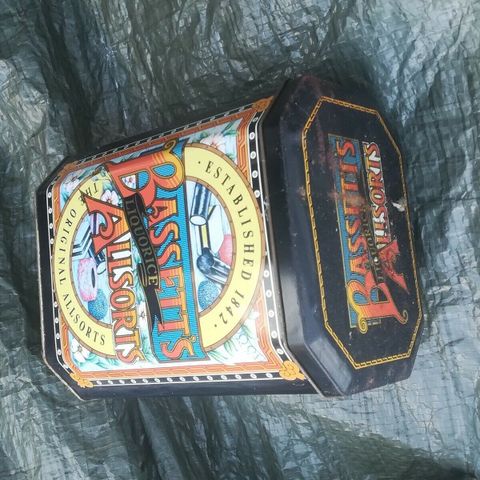 · ESTABLISHED 1842 ·
BASSETT'S
LIQUORICE
ALLSORTS
THE ORIGINAL ALLSORTS
BASSETT'S
LIQUORICE
ALLSORTS